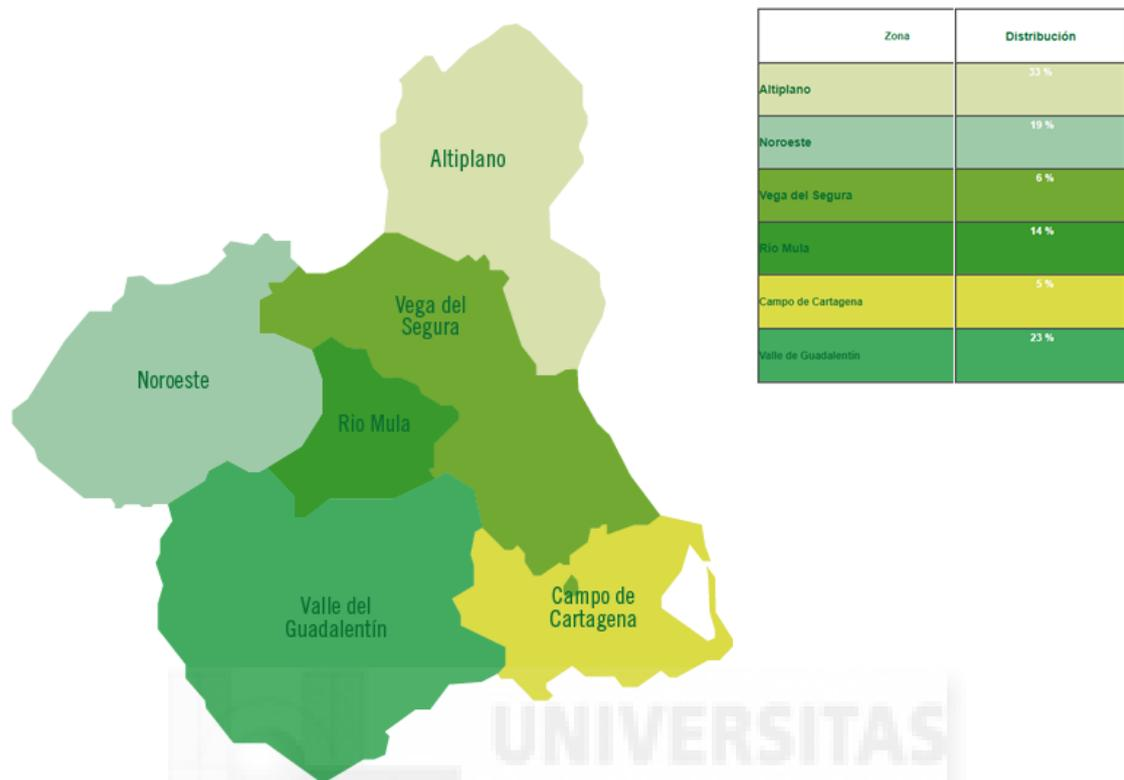 Zona Distribución
Altiplano 33 %
Noroeste 19 %
Vega del Segura 6 %
Rio Mula 14 %
Campo de Cartagena 5 %
Valle de Guadalentín 23 %
Altiplano
Vega del
Segura
Noroeste
Rio Mula
Valle del
Guadalentín
Campo de
Cartagena
UNIVERSITAS